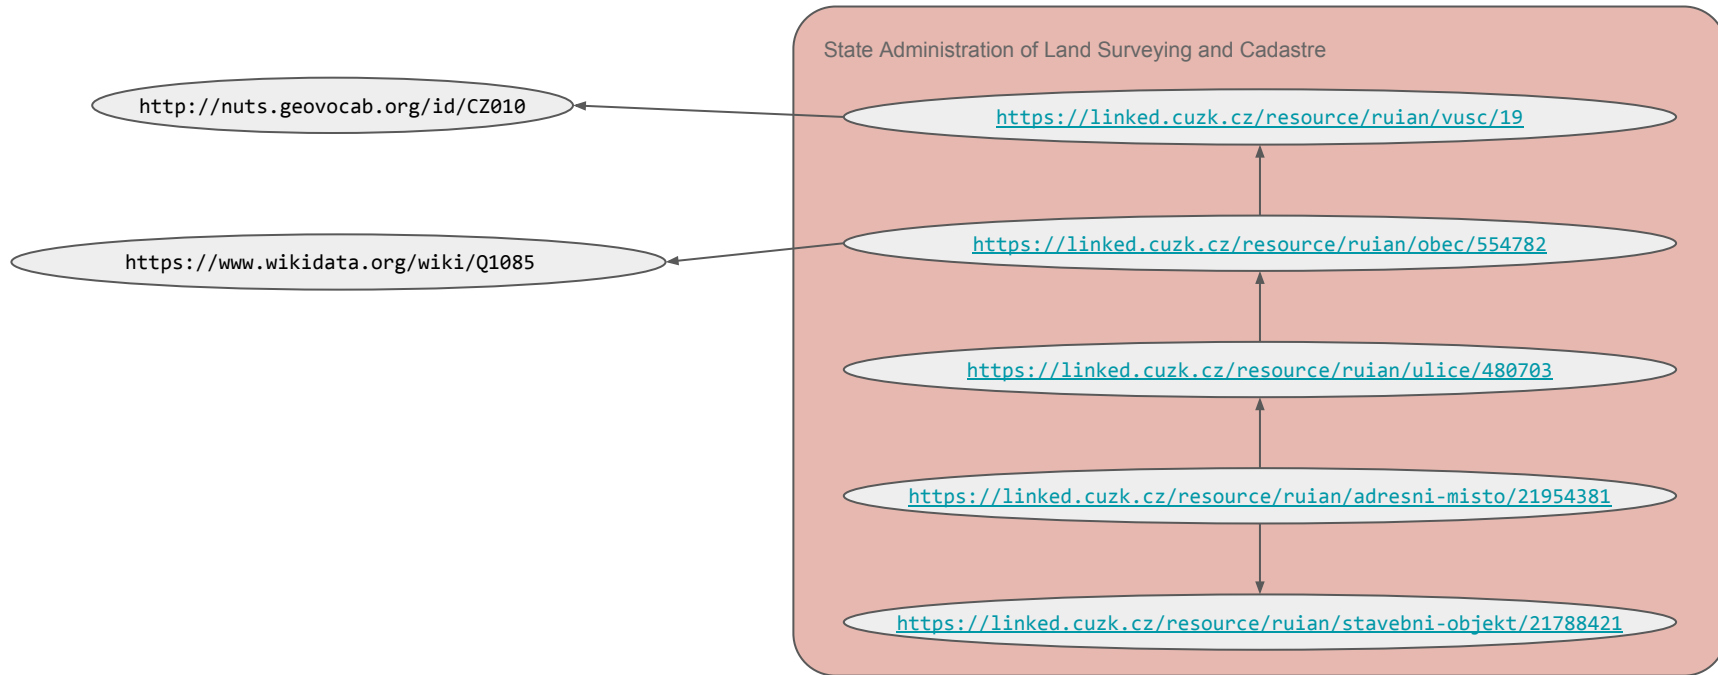 State Administration of Land Surveying and Cadastre
http://nuts.geovocab.org/id/CZ010
https://linked.cuzk.cz/resource/ruian/vusc/19
https://www.wikidata.org/wiki/Q1085
https://linked.cuzk.cz/resource/ruian/obec/554782
https://linked.cuzk.cz/resource/ruian/ulice/480703
https://linked.cuzk.cz/resource/ruian/adresni-misto/21954381
https://linked.cuzk.cz/resource/ruian/stavebni-objekt/21788421